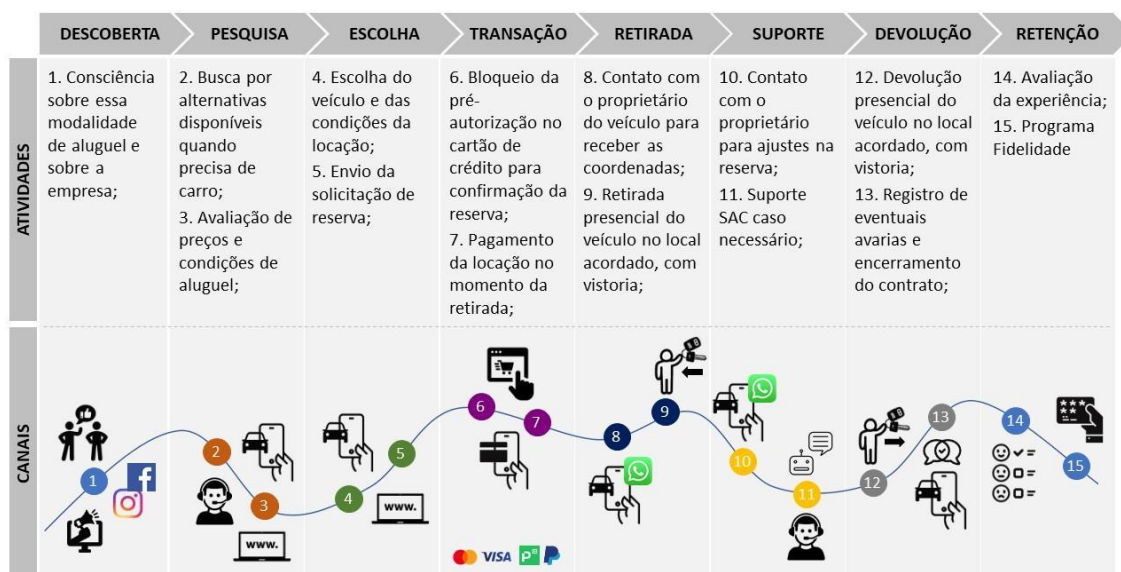 DESCOBERTA
PESQUISA
ESCOLHA
TRANSAÇÃO
RETIRADA
SUPORTE
DEVOLUÇÃO
RETENÇÃO
ATIVIDADES
1. Consciência
sobre essa
modalidade
de aluguel e
sobre a
empresa;
2. Busca por
alternativas
disponíveis
quando
precisa de
carro;
3. Avaliação de
preços e
condições de
aluguel;
4. Escolha do
veículo e das
condições da
locação;
5. Envio da
solicitação de
reserva;
6. Bloqueio da
pré-
autorização no
cartão de
crédito para
confirmação da
reserva;
7. Pagamento
da locação no
momento da
retirada;
8. Contato com
o proprietário
do veículo para
receber as
coordenadas;
9. Retirada
presencial do
veículo no local
acordado, com
vistoria;
10. Contato
com o
proprietário
para ajustes na
reserva;
11. Suporte
SAC caso
necessário;
12. Devolução
presencial do
veículo no local
acordado, com
vistoria;
13. Registro de
eventuais
avarias e
encerramento
do contrato;
14. Avaliação
da experiência;
15. Programa
Fidelidade
CANAIS
1
2
3
www.
4
5
www.
6
7
VISA
8
9
10
11
12
13
14
15